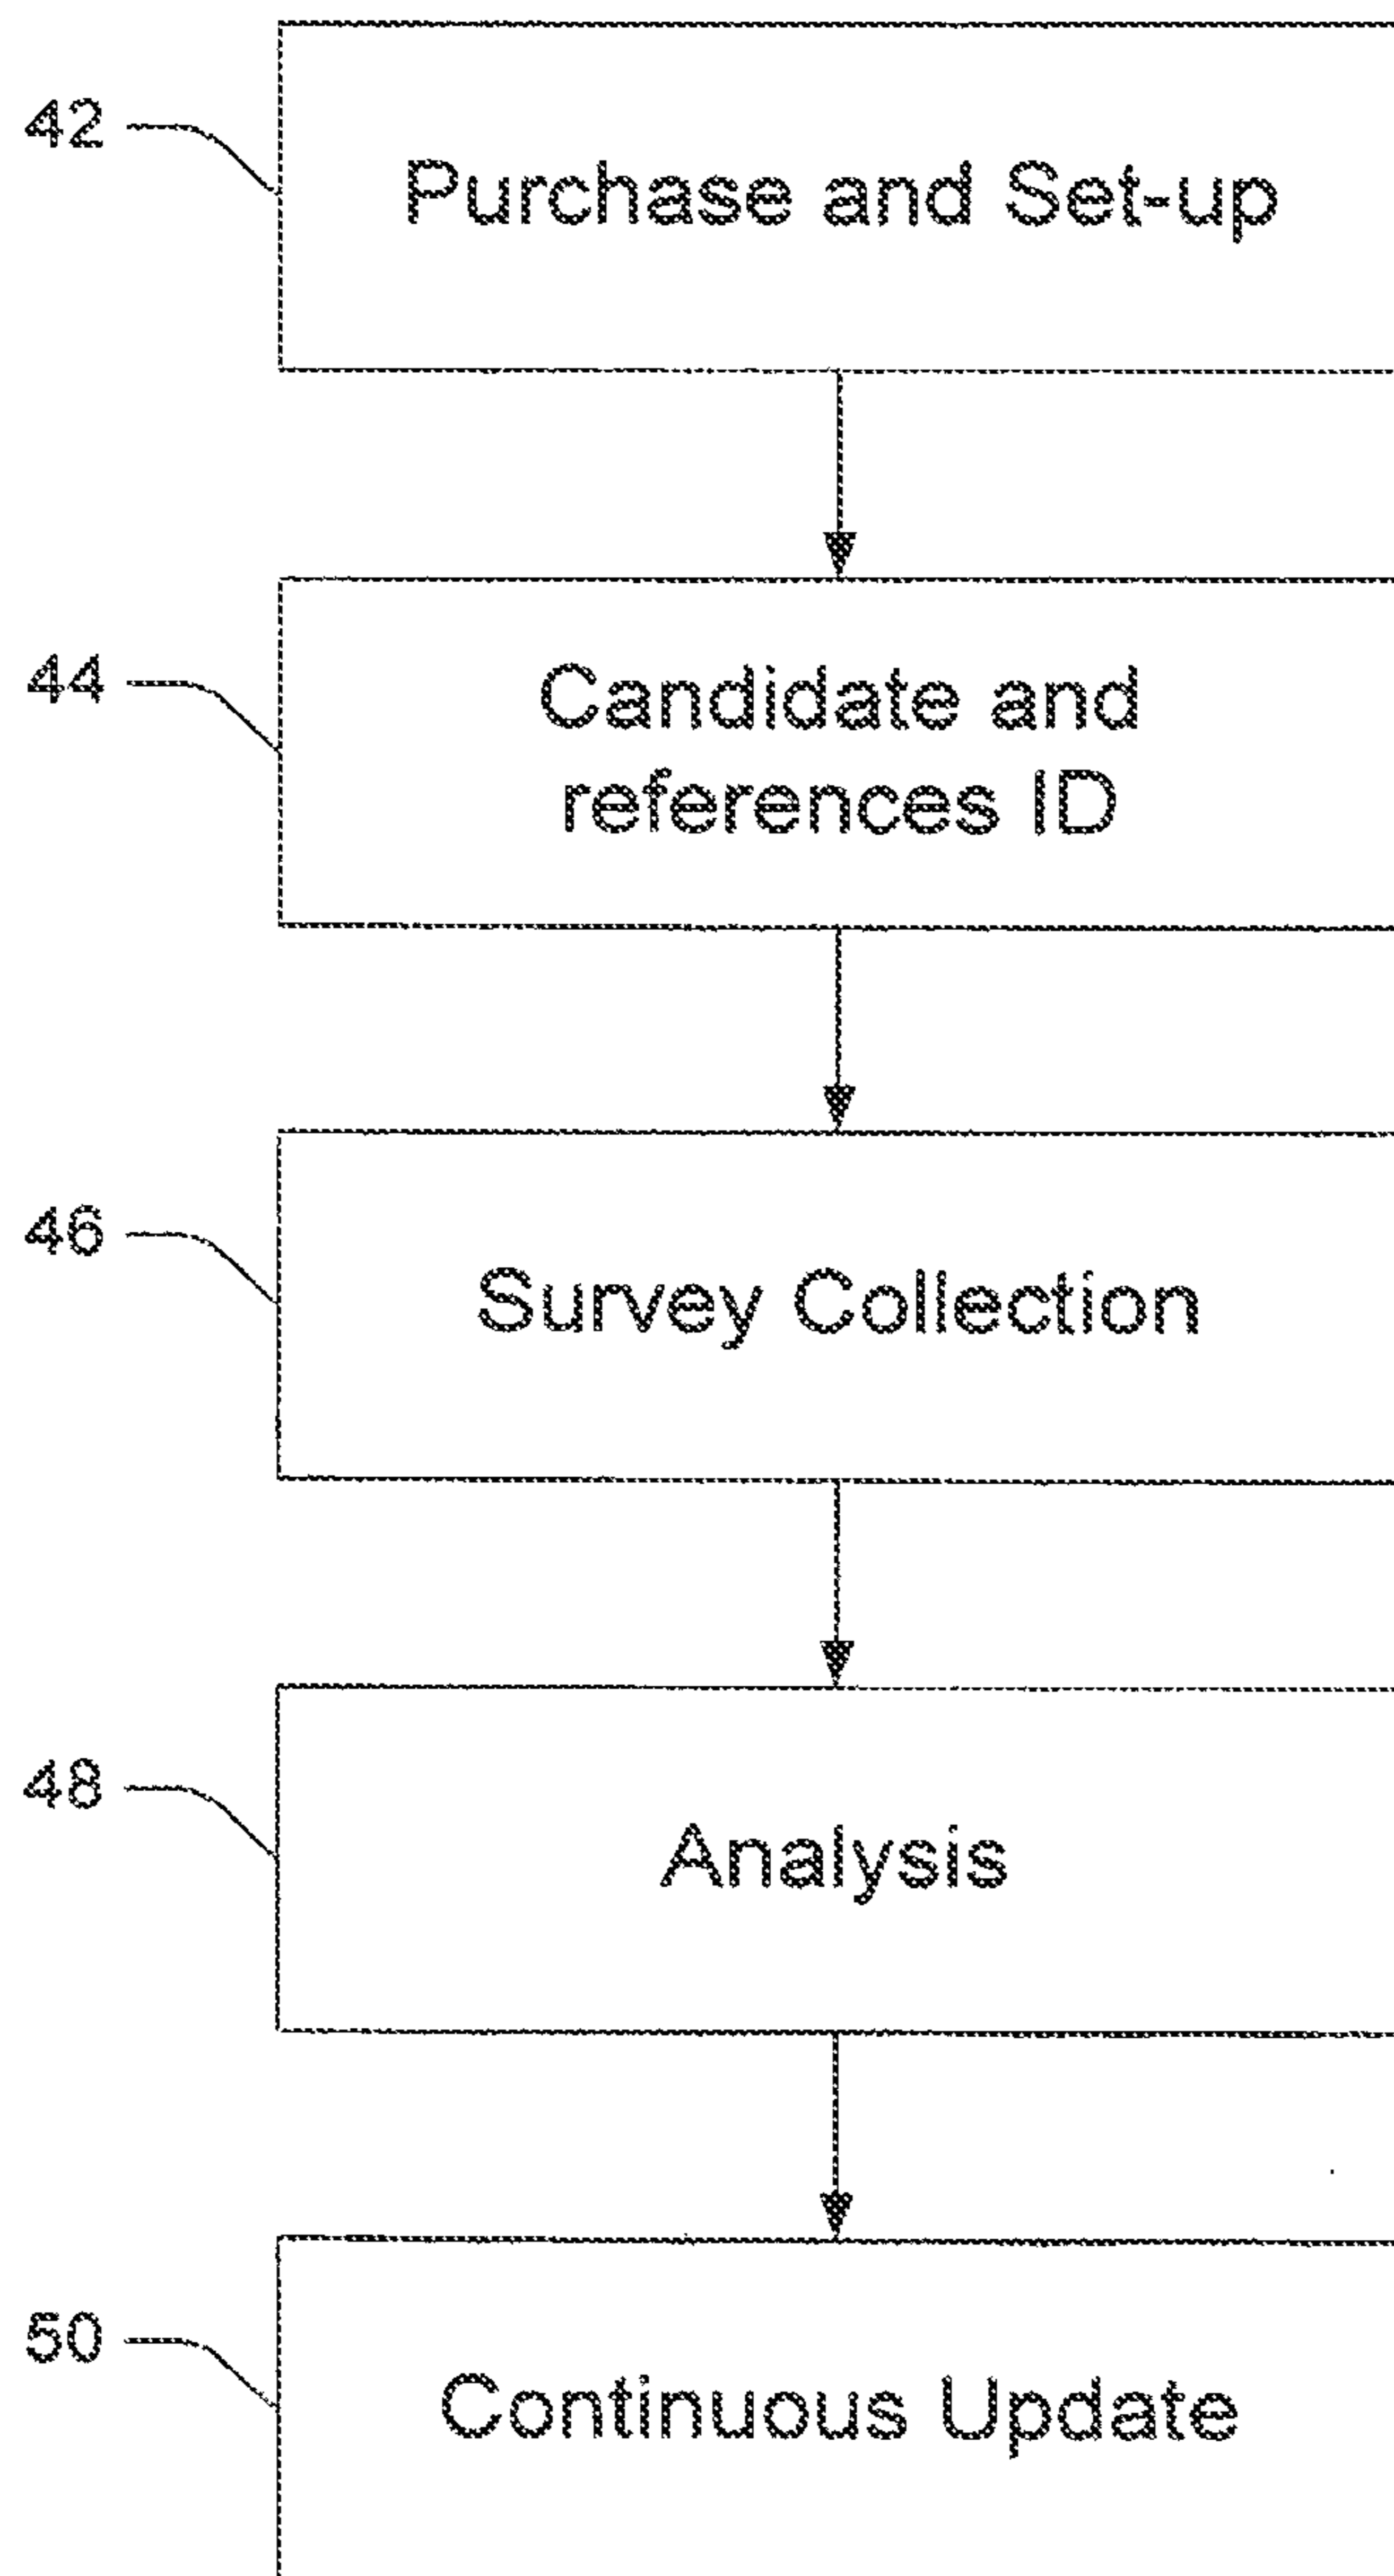 42
Purchase and Set-up
44
Candidate and
references ID
46
Survey Collection
48
Analysis
50
Continuous Update